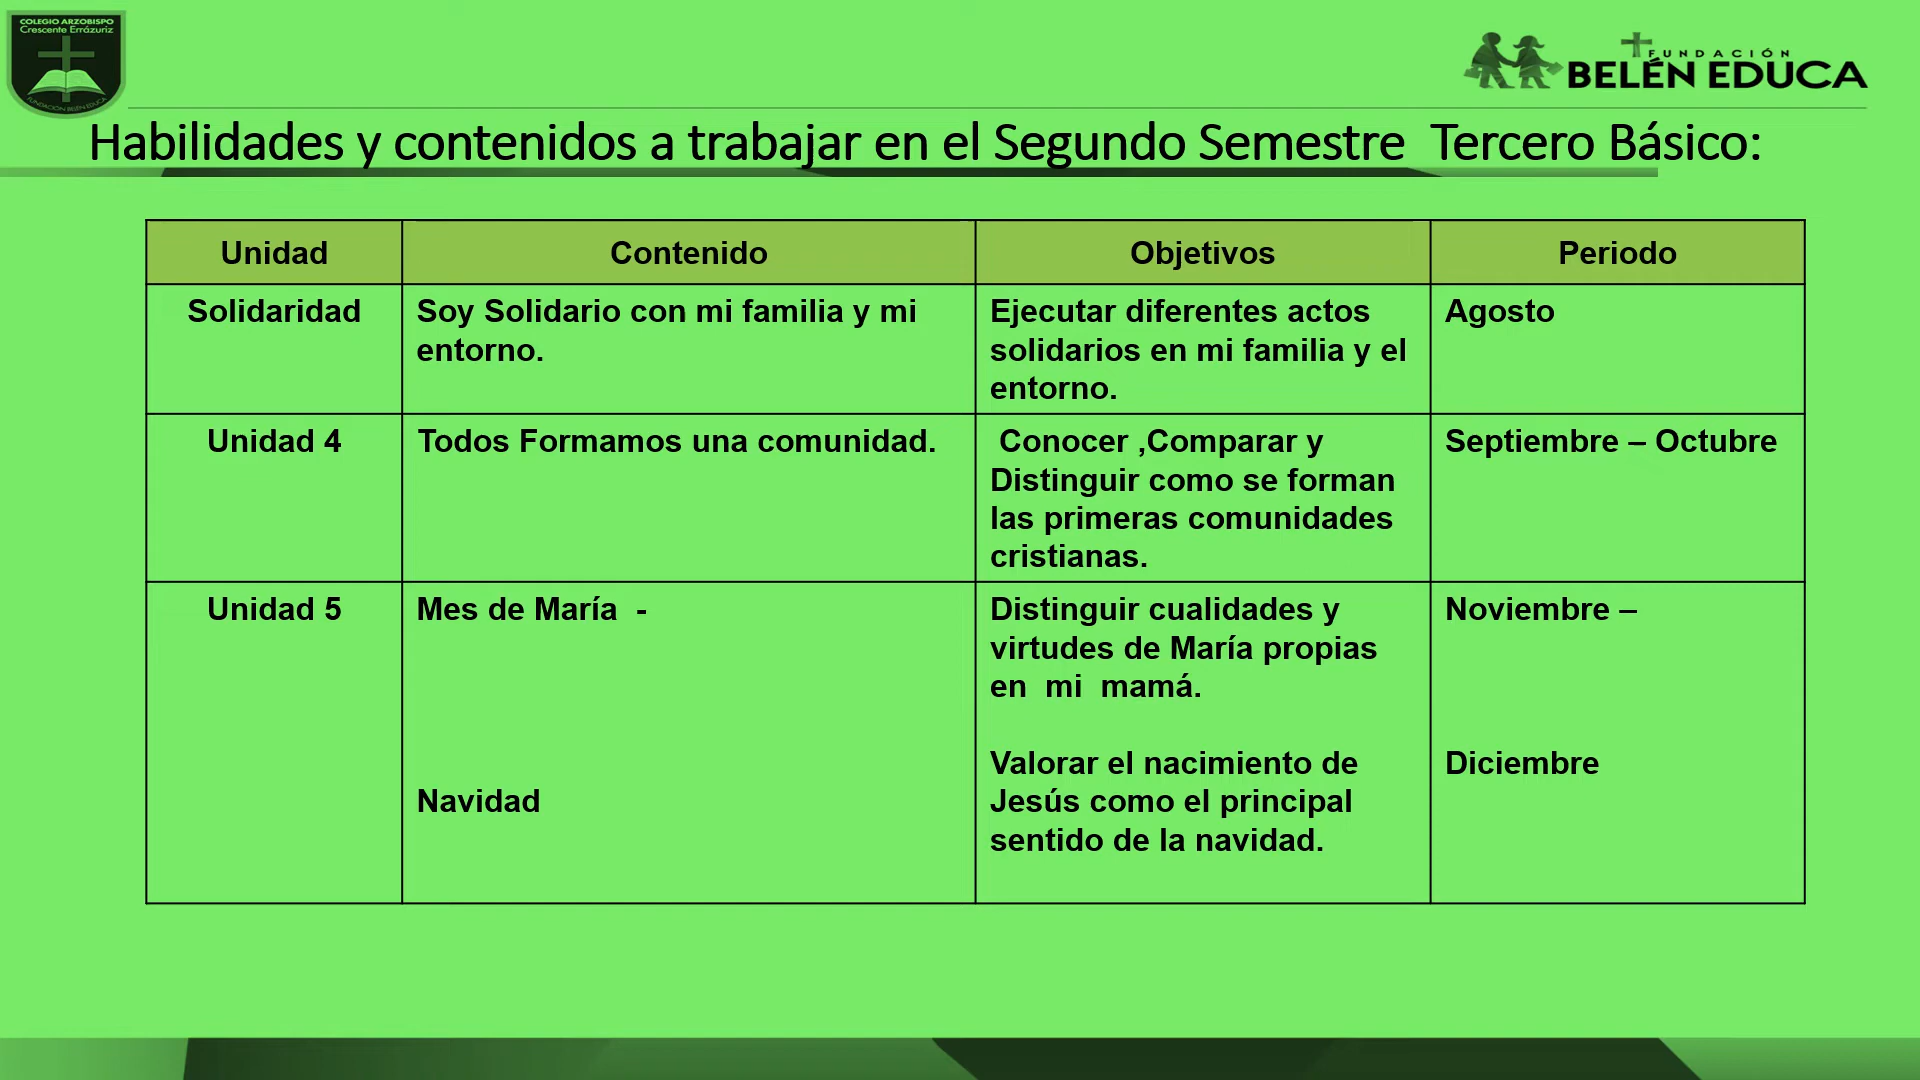 COLEGIO ARZOBISPO
Crescente Errázuriz
FUNDACIÓN BELÉN EDUCA
FUNDACIÓN
BELÉN EDUCA
Habilidades y contenidos a trabajar en el Segundo Semestre  Tercero Básico:
Unidad
Contenido
Objetivos
Periodo
Solidaridad
Soy Solidario con mi familia y mi
entorno.
Ejecutar diferentes actos
solidarios en mi familia y el
entorno.
Agosto
Unidad 4
Todos Formamos una comunidad.
Conocer ,Comparar y
Distinguir como se forman
las primeras comunidades
cristianas.
Septiembre – Octubre
Unidad 5
Mes de María  -
Navidad
Distinguir cualidades y
virtudes de María propias
en  mi  mamá.
Valorar el nacimiento de
Jesús como el principal
sentido de la navidad.
Noviembre –
Diciembre